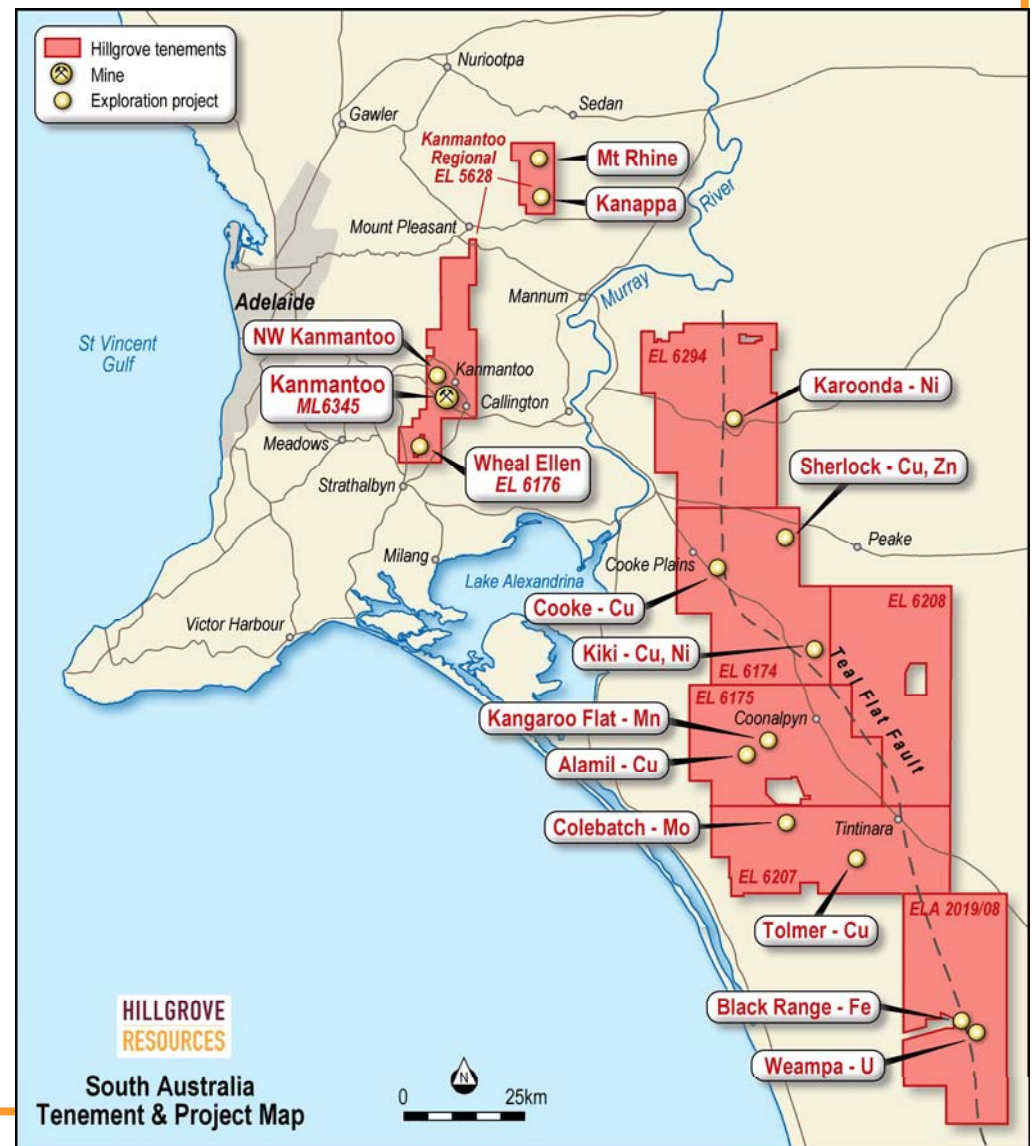 Hillgrove tenements
Mine
Exploration project
Nuriootpa
Sedan
Gawler
Kanmantoo
Regional
EL 5628
Mt Rhine
Kanappa
River
Mount Pleasant
Murray
Mannum
Adelaide
St Vincent
Gulf
NW Kanmantoo
Kanmantoo
Kanmantoo
ML6345
Callington
Meadows
Wheal Ellen
EL 6176
Strathalbyn
EL 6294
Karoonda - Ni
Sherlock - Cu, Zn
Peake
Milang
Lake Alexandrina
Cooke Plains
Cooke - Cu
EL 6208
Victor Harbour
Kiki - Cu, Ni
EL 6174
Teal Flat Fault
EL 6175
Kangaroo Flat - Mn
Coonalpyn
Alamil - Cu
Colebatch - Mo
Tintinara
EL 6207
Tolmer - Cu
ELA 2019/08
Black Range - Fe
Weampa - U
HILLGROVE
RESOURCES
South Australia
Tenement & Project Map
N
0 25km